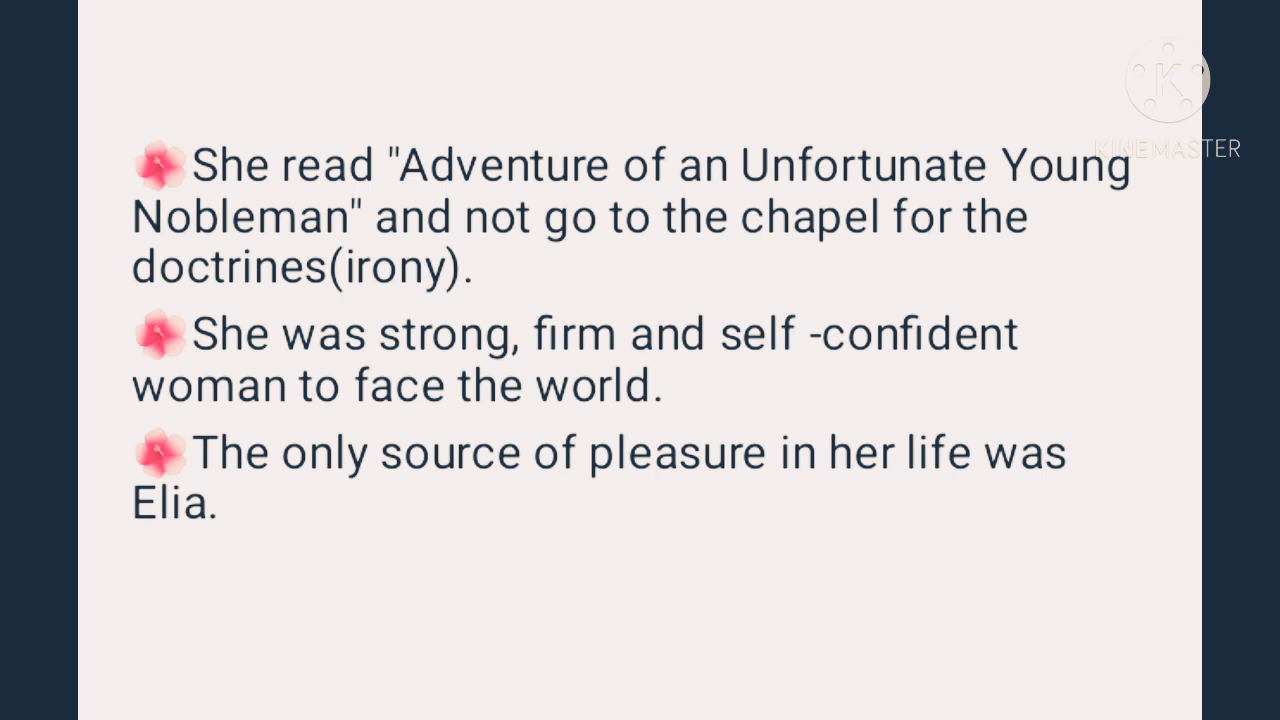 🌺She read "Adventure of an Unfortunate Young
Nobleman" and not go to the chapel for the
doctrines(irony).
🌺She was strong, firm and self -confident
woman to face the world.
🌺The only source of pleasure in her life was
Elia.
K
KINEMASTER